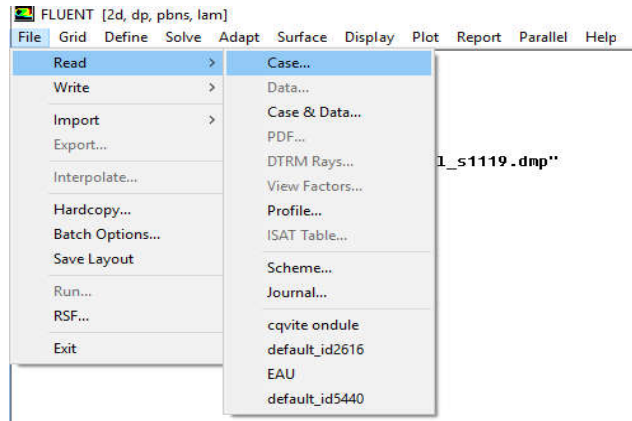 FLUENT [2d, dp, pbns, lam]
File Grid Define Solve Adapt Surface Display Plot Report Parallel Help
Read >
Write >
Import >
Export...
Interpolate...
Hardcopy...
Batch Options...
Save Layout
Run...
RSF...
Exit
Case...
Data...
Case & Data...
PDF...
DTRM Rays...
View Factors...
Profile...
ISAT Table...
Scheme...
Journal...
cqvite ondule
default_id2616
EAU
default_id5440
l_s1119.dmp"